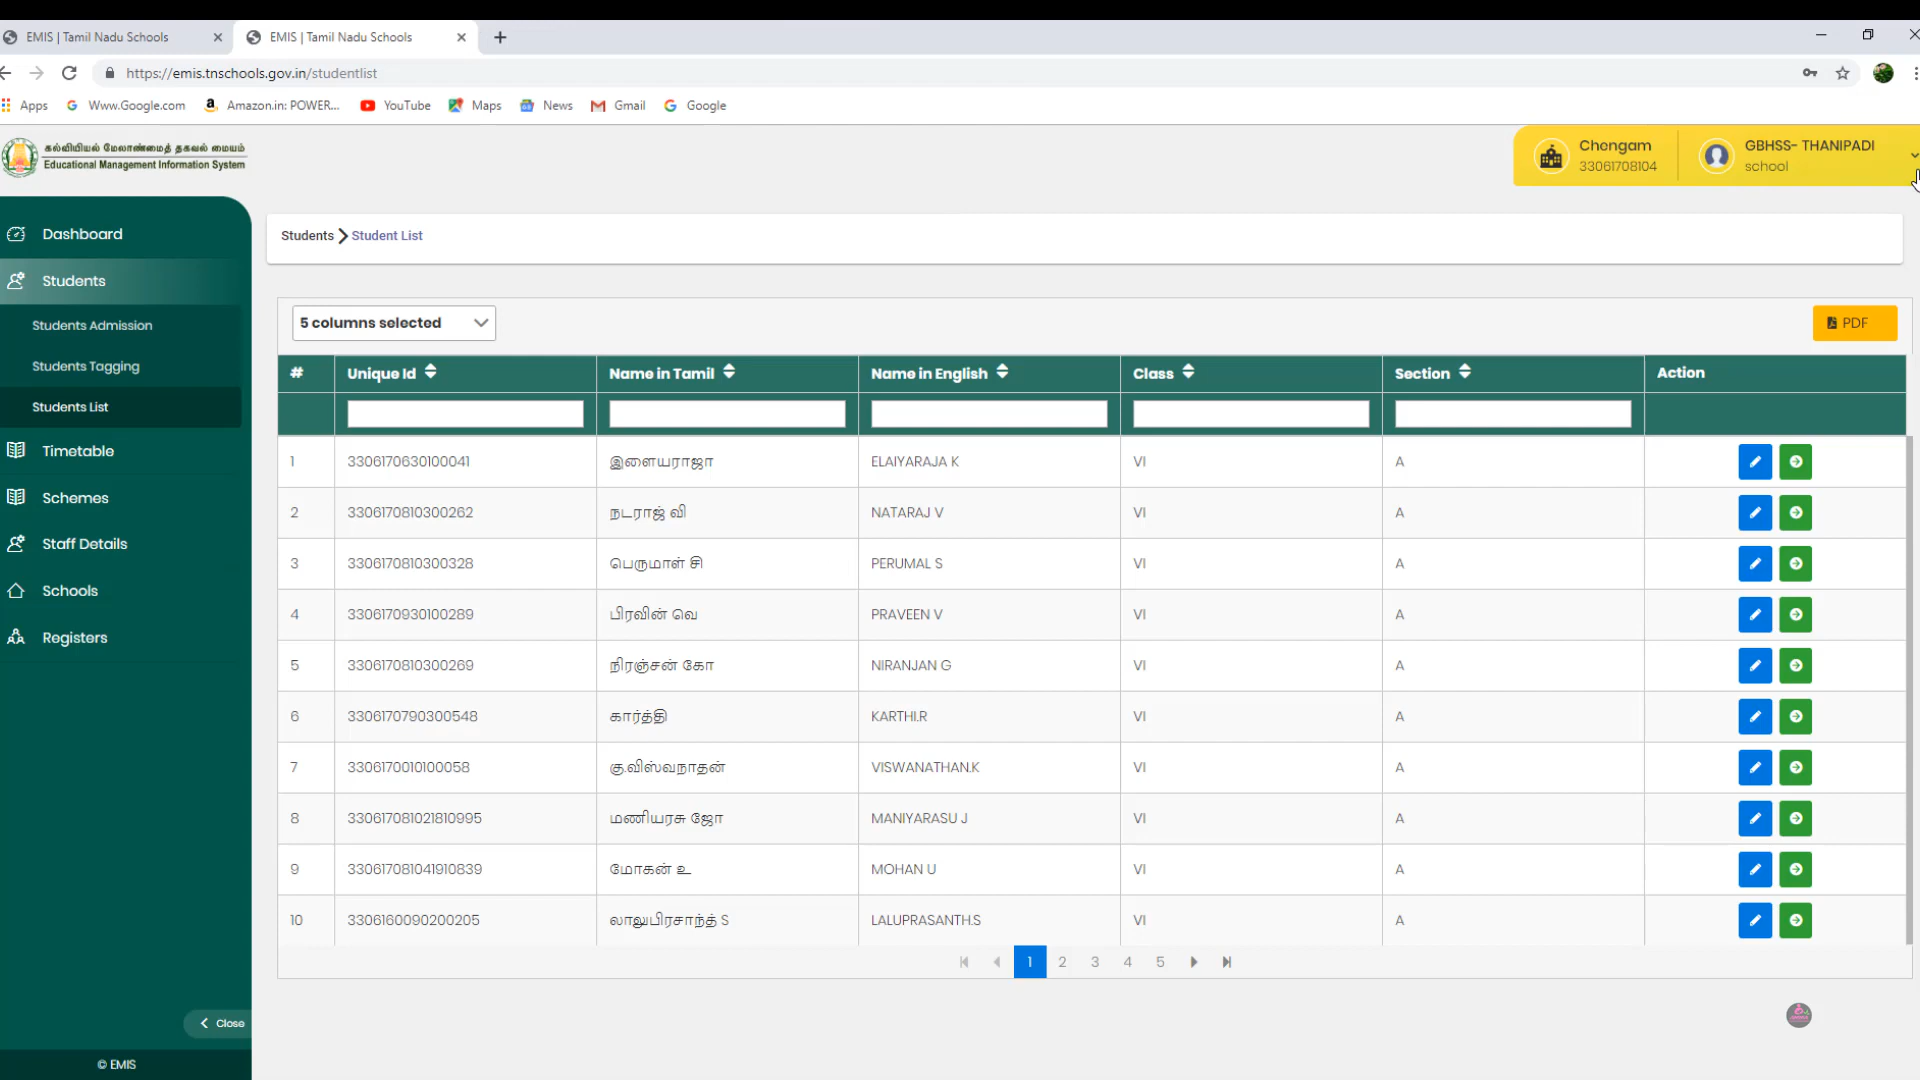 EMIS | Tamil Nadu Schools
EMIS | Tamil Nadu Schools
https://emis.tnschools.gov.in/studentlist
Apps Www.Google.com Amazon.in: POWER... YouTube Maps News Gmail Google
கல்வியியல் மேலாண்மைத் தகவல் மையம்
Educational Management Information System
Chengam
33061708104
GBHSS- THANIPADI
school
Dashboard
Students
Students Admission
Students Tagging
Students List
Timetable
Schemes
Staff Details
Schools
Registers
Close
© EMIS
Students Student List
5 columns selected
PDF
# Unique Id Name in Tamil Name in English Class Section Action
1 3306170630100041 இளையராஜா ELAIYARAJA K VI A
2 3306170810300262 நடராஜ் வி NATARAJ V VI A
3 3306170810300328 பெருமாள் சி PERUMAL S VI A
4 3306170930100289 பிரவின் வெ PRAVEEN V VI A
5 3306170810300269 நிரஞ்சன் கோ NIRANJAN G VI A
6 3306170790300548 கார்த்தி KARTHI.R VI A
7 3306170010100058 கு.விஸ்வநாதன் VISWANATHAN.K VI A
8 330617081021810995 மணியரசு ஜோ MANIYARASU J VI A
9 330617081041910839 மோகன் உ MOHAN U VI A
10 3306160090200205 லாலுபிரசாந்த் S LALUPRASANTH.S VI A
1 2 3 4 5